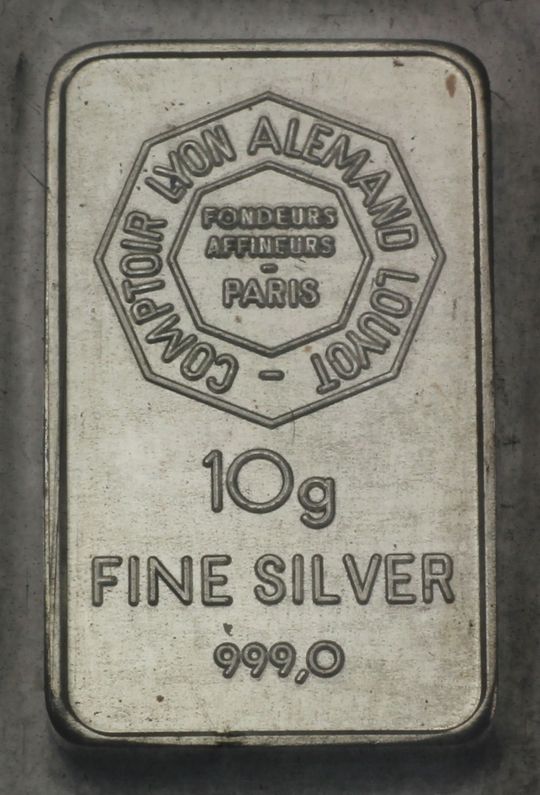 COMPTOIR LYON ALEMAND LOUYOT -
FONDEURS
AFFINEURS
-
PARIS
10g
FINE SILVER
999,0